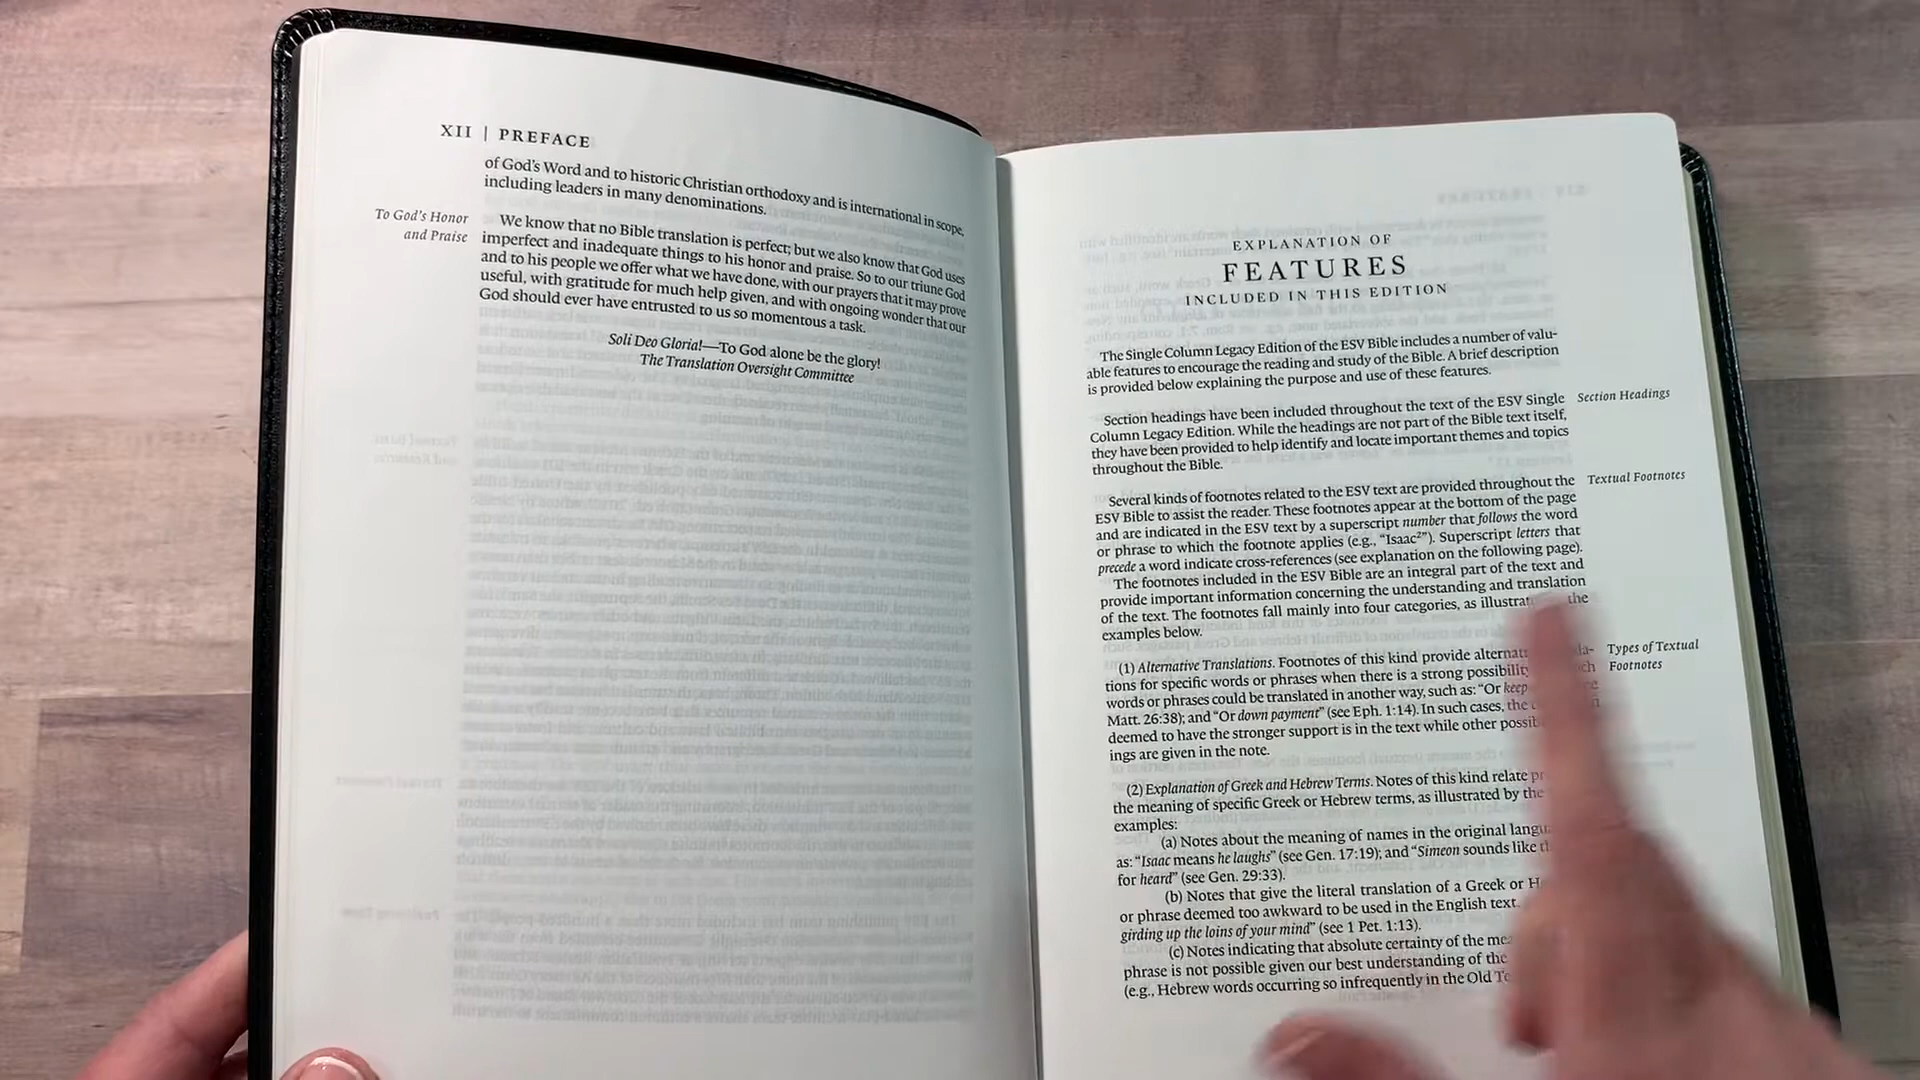 XII | PREFACE
of God's Word and to historic Christian orthodoxy and is international in scope,
including leaders in many denominations.
To God's Honor
and Praise
We know that no Bible translation is perfect; but we also know that God uses
imperfect and inadequate things to his honor and praise. So to our triune God
and to his people we offer what we have done, with our prayers that it may prove
useful, with gratitude for much help given, and with ongoing wonder that our
God should ever have entrusted to us so momentous a task.
Soli Deo Gloria!—To God alone be the glory!
The Translation Oversight Committee
EXPLANATION OF
FEATURES
INCLUDED IN THIS EDITION
The Single Column Legacy Edition of the ESV Bible includes a number of valu-
able features to encourage the reading and study of the Bible. A brief description
is provided below explaining the purpose and use of these features.
Section Headings
Section headings have been included throughout the text of the ESV Single
Column Legacy Edition. While the headings are not part of the Bible text itself,
they have been provided to help identify and locate important themes and topics
throughout the Bible.
Textual Footnotes
Several kinds of footnotes related to the ESV text are provided throughout the
ESV Bible to assist the reader. These footnotes appear at the bottom of the page
and are indicated in the ESV text by a superscript number that follows the word
or phrase to which the footnote applies (e.g., "Isaac²"). Superscript letters that
precede a word indicate cross-references (see explanation on the following page).
The footnotes included in the ESV Bible are an integral part of the text and
provide important information concerning the understanding and translation
of the text. The footnotes fall mainly into four categories, as the
examples below.
Types of Textual
Footnotes
(1) Alternative Translations. Footnotes of this kind provide
tions for specific words or phrases when there is a strong
words or phrases could be translated in another way, such as: "Or keep
Matt. 26:38); and "Or down payment" (see Eph. 1:14). In such cases, the
deemed to have the stronger support is in the text while other
ings are given in the note.
(2) Explanation of Greek and Hebrew Terms. Notes of this kind relate
the meaning of specific Greek or Hebrew terms, as illustrated by the
examples:
(a) Notes about the meaning of names in the original
as: "Isaac means he laughs" (see Gen. 17:19); and "Simeon sounds like
for heard" (see Gen. 29:33).
(b) Notes that give the literal translation of a Greek or
or phrase deemed too awkward to be used in the English text.
girding up the loins of your mind" (see 1 Pet. 1:13).
(c) Notes indicating that absolute certainty of the
phrase is not possible given our best understanding of the
(e.g., Hebrew words occurring so infrequently in the Old